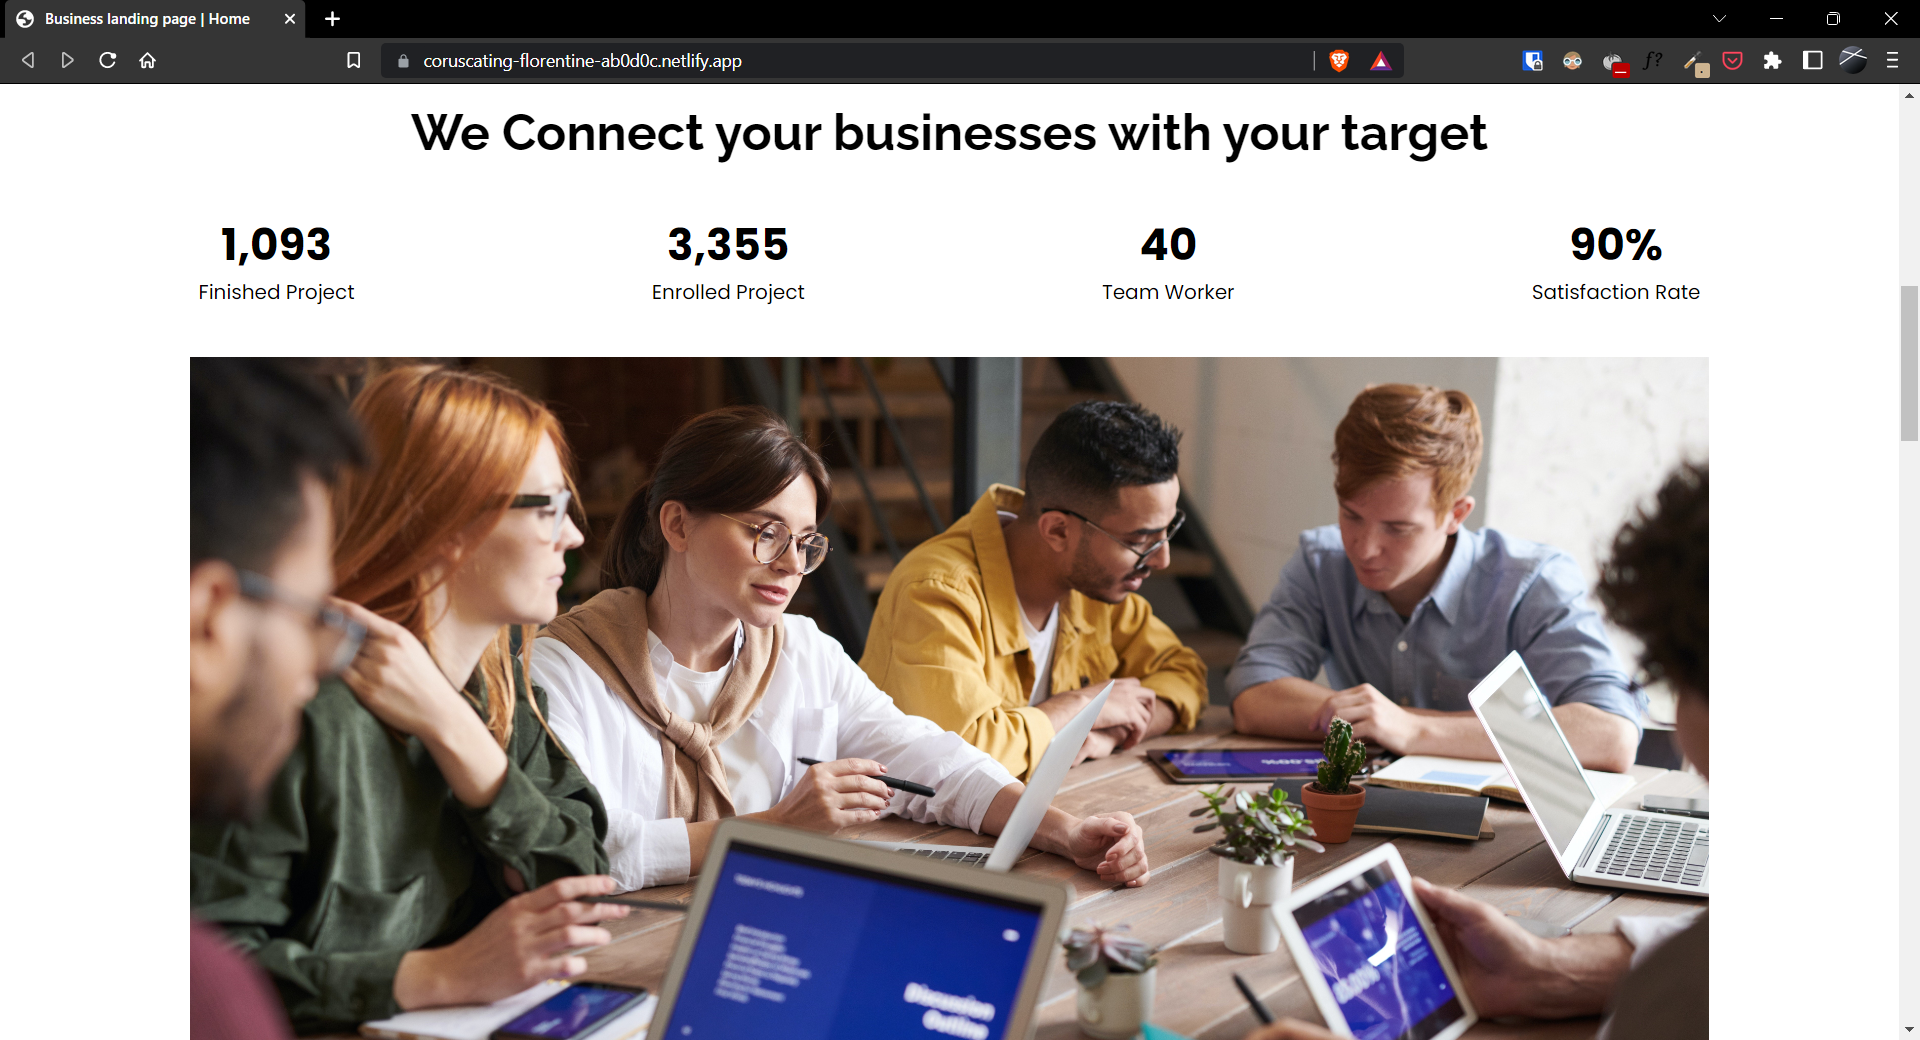 Business landing page | Home
coruscating-florentine-ab0d0c.netlify.app
We Connect your businesses with your target
1,093
3,355
40
90%
Finished Project
Enrolled Project
Team Worker
Satisfaction Rate
Discussion
Outline